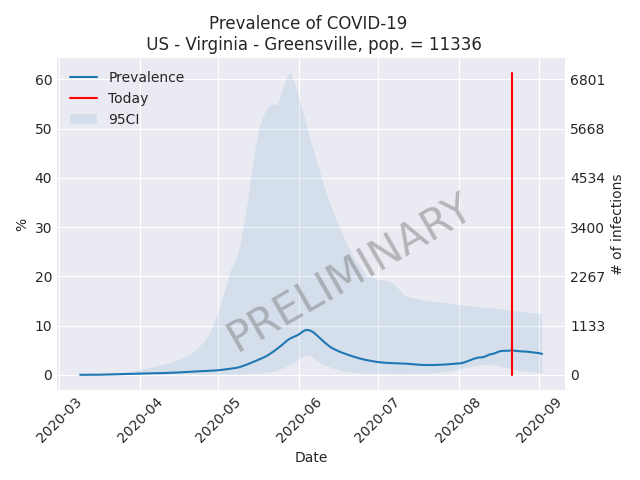 Prevalence of COVID-19
US - Virginia - Greensville, pop. = 11336
Prevalence
Today
95CI
60
50
40
30
20
10
0
%
6801
5668
4534
3400
2267
1133
0
# of infections
PRELIMINARY
2020-03
2020-04
2020-05
2020-06
2020-07
2020-08
2020-09
Date